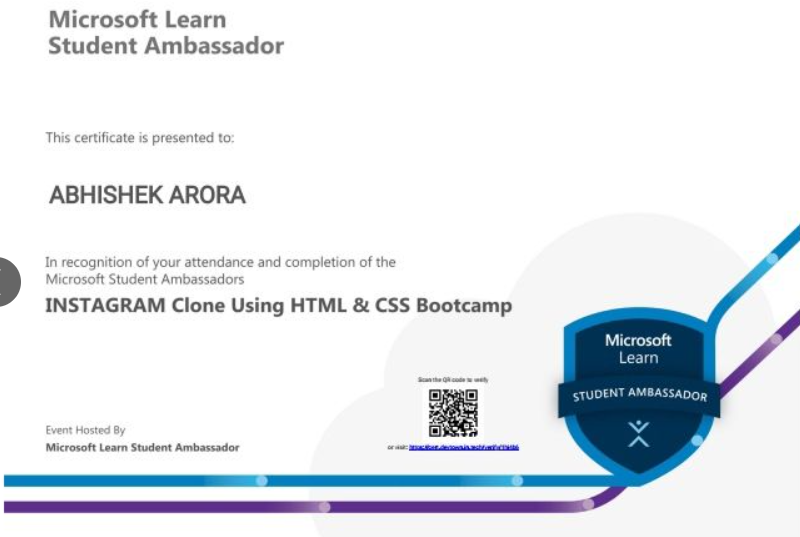 Microsoft Learn
Student Ambassador
This certificate is presented to:
ABHISHEK ARORA
In recognition of your attendance and completion of the
Microsoft Student Ambassadors
INSTAGRAM Clone Using HTML & CSS Bootcamp
Scan the QR code to verify
or visit:
Event Hosted By
Microsoft Learn Student Ambassador
Microsoft
Learn
STUDENT AMBASSADOR